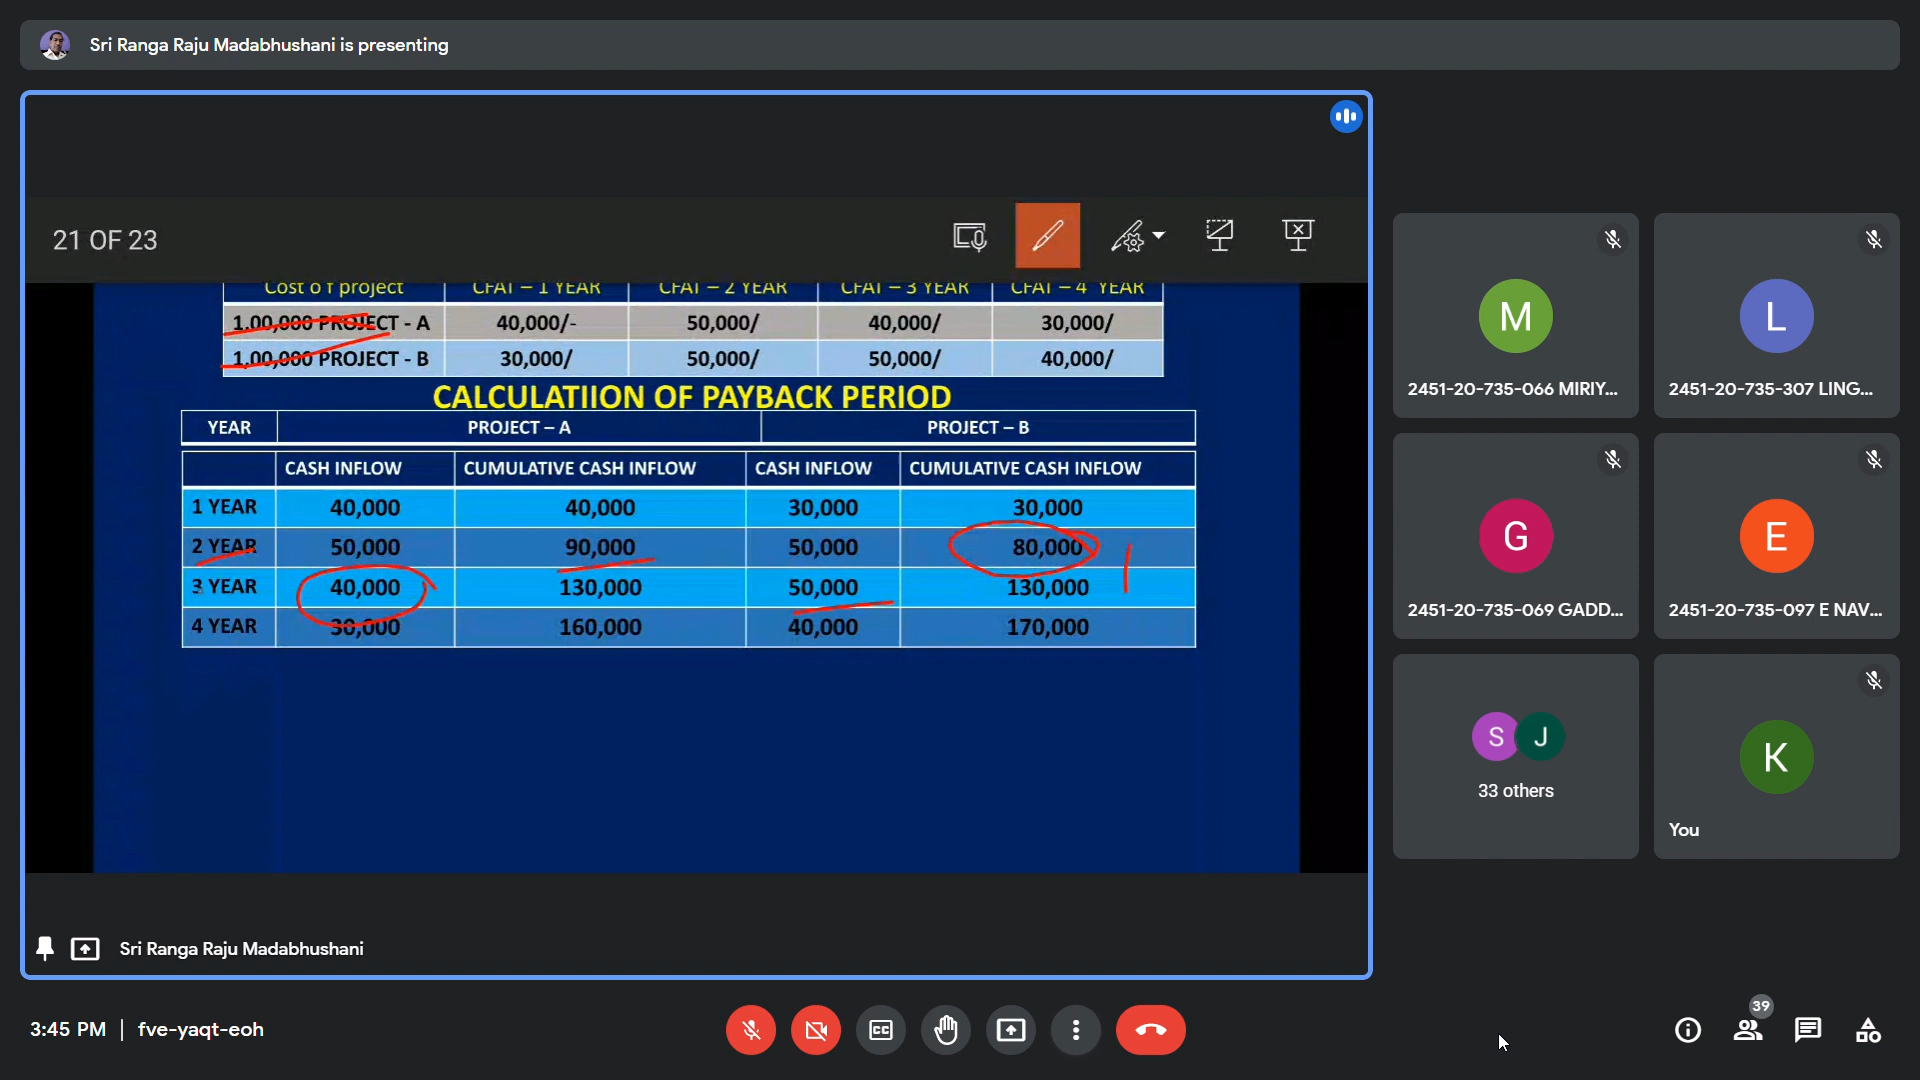 Sri Ranga Raju Madabhushani is presenting
21 OF 23
Cost o f project CFAT – 1 YEAR CFAT – 2 YEAR CFAT – 3 YEAR CFAT – 4 YEAR
1,00,000 PROJECT - A 40,000/- 50,000/ 40,000/ 30,000/
1,00,000 PROJECT - B 30,000/ 50,000/ 50,000/ 40,000/
CALCULATIION OF PAYBACK PERIOD
YEAR PROJECT – A PROJECT – B
CASH INFLOW CUMULATIVE CASH INFLOW CASH INFLOW CUMULATIVE CASH INFLOW
1 YEAR 40,000 40,000 30,000 30,000
2 YEAR 50,000 90,000 50,000 80,000
3 YEAR 40,000 130,000 50,000 130,000
4 YEAR 30,000 160,000 40,000 170,000
Sri Ranga Raju Madabhushani
M
2451-20-735-066 MIRIY...
L
2451-20-735-307 LING...
G
2451-20-735-069 GADD...
E
2451-20-735-097 E NAV...
S J
33 others
K
You
3:45 PM | fve-yaqt-eoh
CC
39